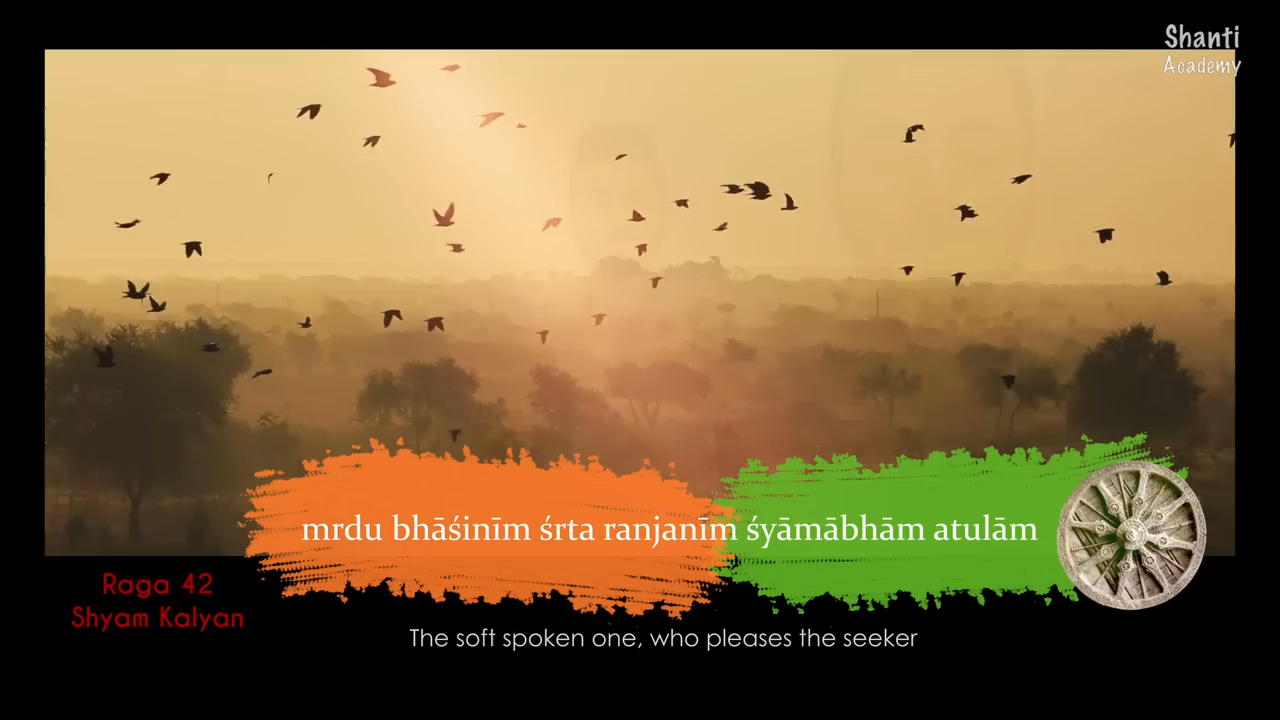 Shanti
Academy
mrdu bhāśinīm śrta ranjanīm śyāmābhām atulām
Raga 42
Shyam Kalyan
The soft spoken one, who pleases the seeker